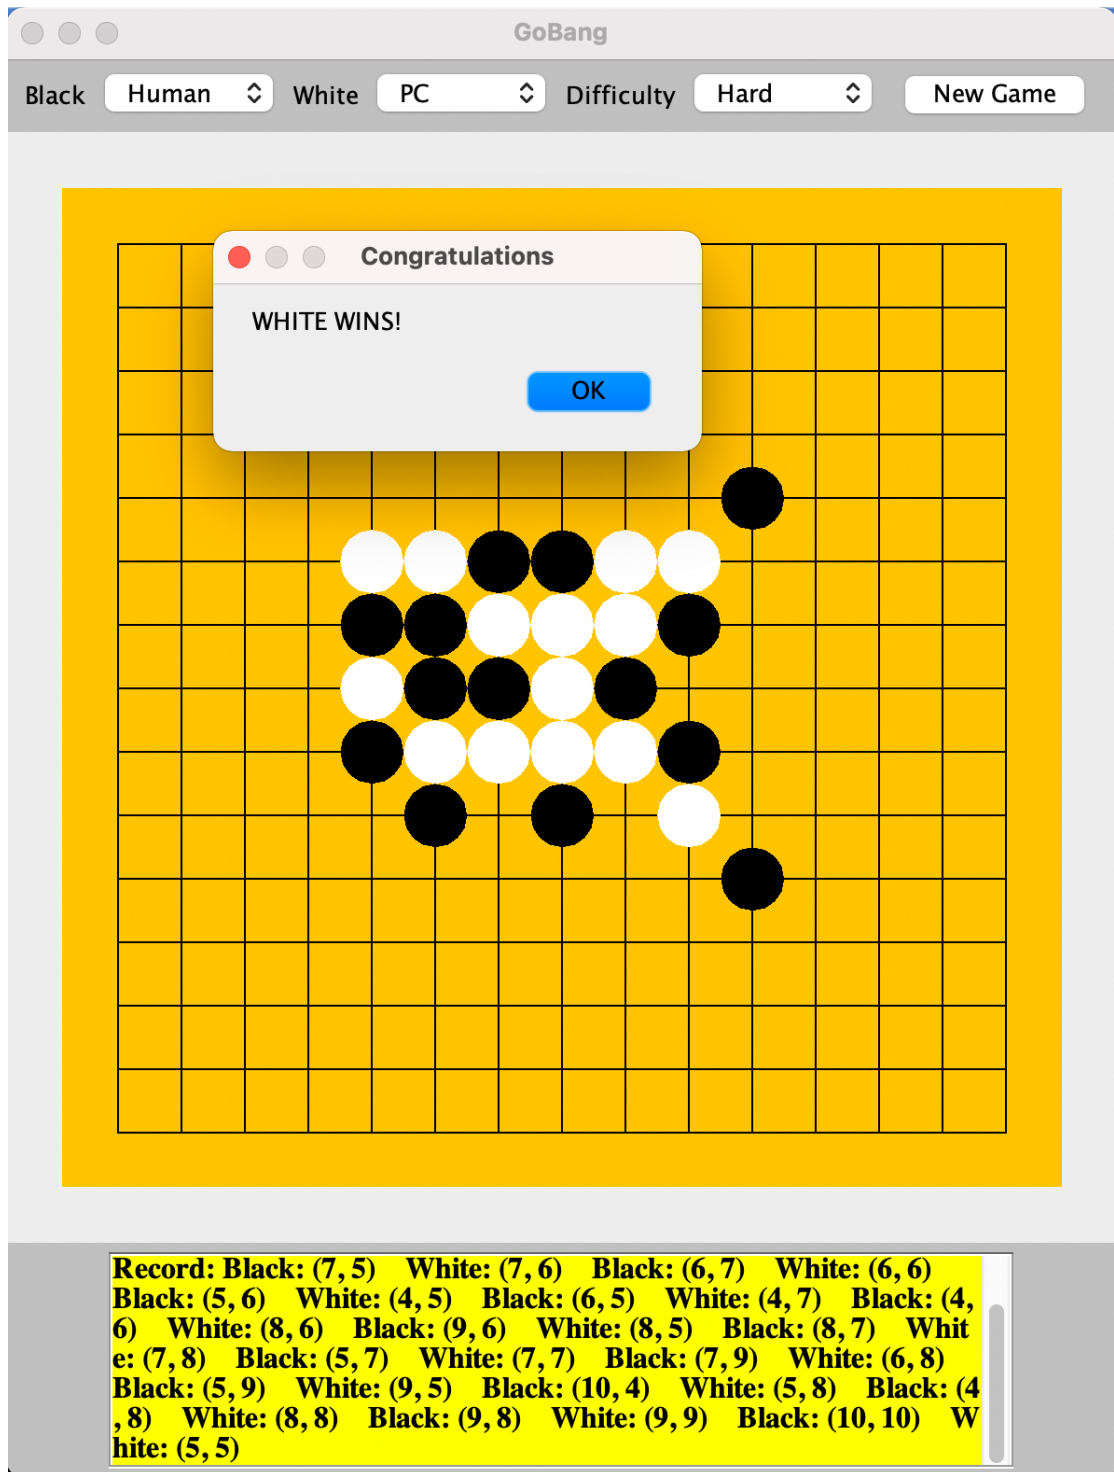 GoBang
Black Human White PC Difficulty Hard New Game
Congratulations
WHITE WINS!
OK
Record: Black: (7, 5) White: (7, 6) Black: (6, 7) White: (6, 6)
Black: (5, 6) White: (4, 5) Black: (6, 5) White: (4, 7) Black: (4,
6) White: (8, 6) Black: (9, 6) White: (8, 5) Black: (8, 7) Whit
e: (7, 8) Black: (5, 7) White: (7, 7) Black: (7, 9) White: (6, 8)
Black: (5, 9) White: (9, 5) Black: (10, 4) White: (5, 8) Black: (4
, 8) White: (8, 8) Black: (9, 8) White: (9, 9) Black: (10, 10) W
hite: (5, 5)